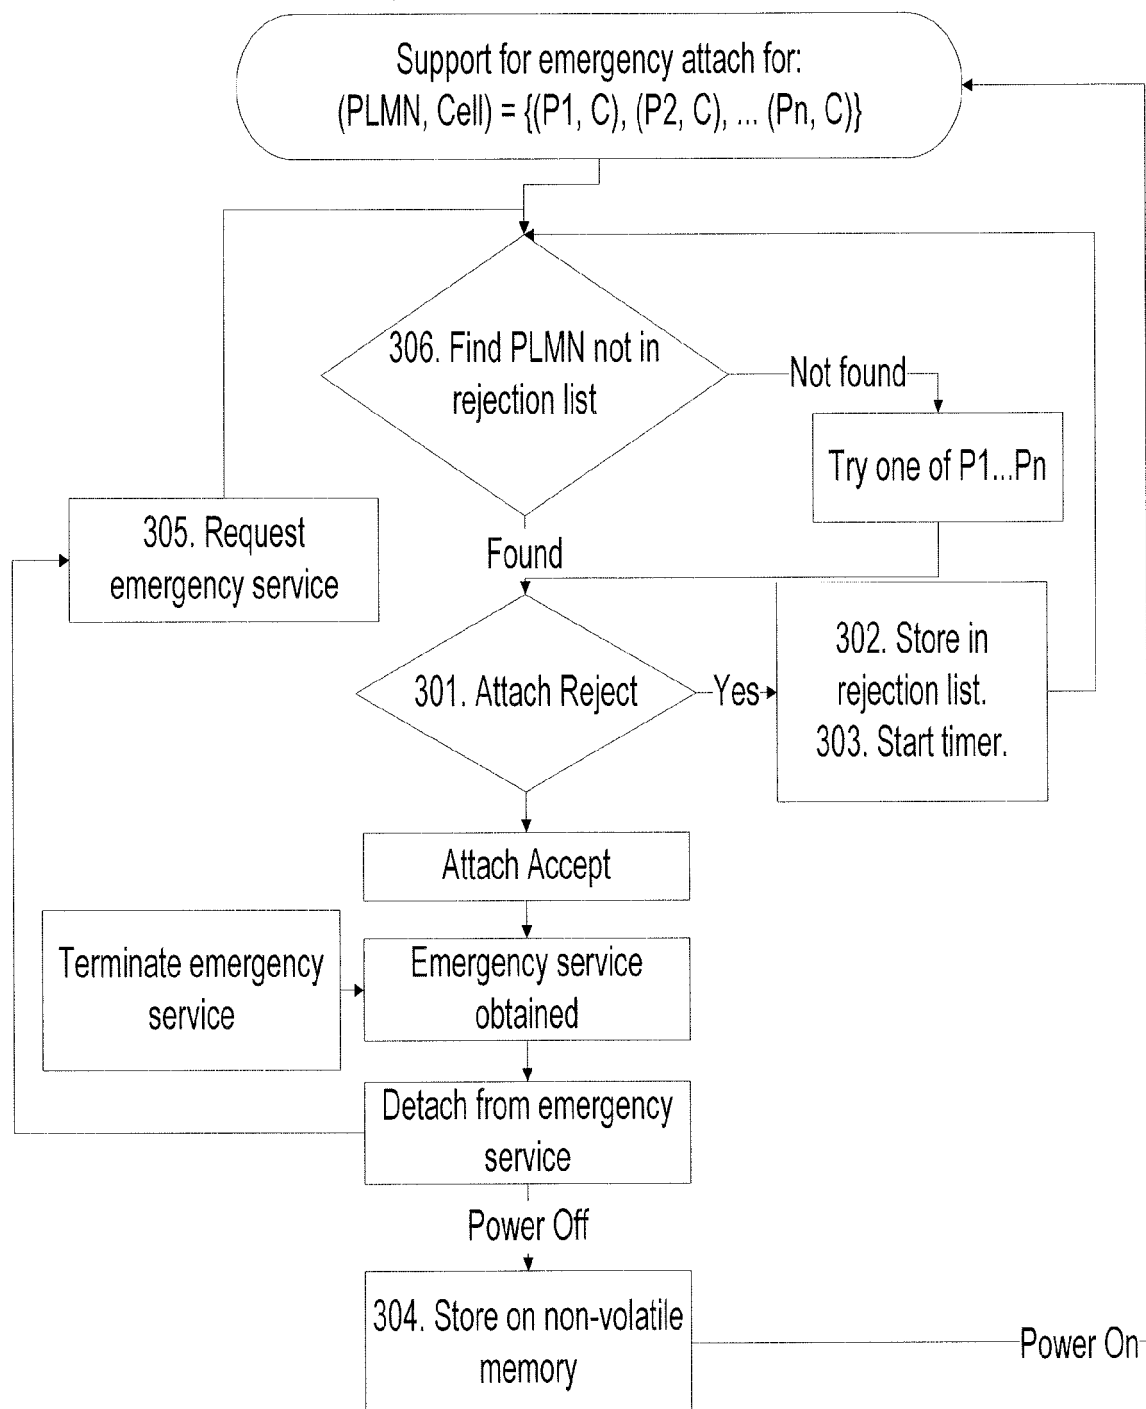 Support for emergency attach for:
(PLMN, Cell) = {(P1, C), (P2, C), ... (Pn, C)}
306. Find PLMN not in
rejection list
Not found
Try one of P1...Pn
305. Request
emergency service
Found
301. Attach Reject
Yes
302. Store in
rejection list.
303. Start timer.
Attach Accept
Terminate emergency
service
Emergency service
obtained
Detach from emergency
service
Power Off
304. Store on non-volatile
memory
Power On